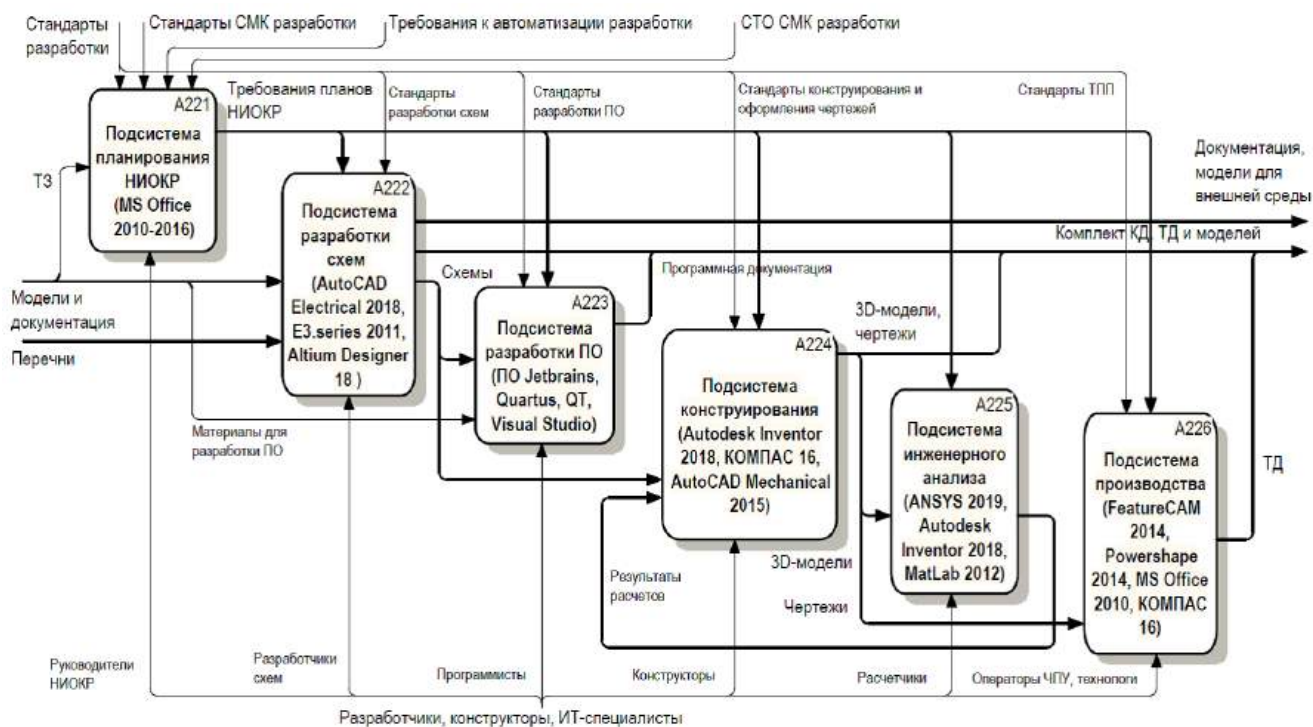 Стандарты
разработки
Стандарты СМК разработки
Требования к автоматизации разработки
СТО СМК разработки
A221
Подсистема
планирования
НИОКР
(MS Office
2010-2016)
Требования планов
НИОКР
Стандарты
разработки схем
Стандарты
разработки ПО
Стандарты конструирования и
оформления чертежей
Стандарты ТПП
ТЗ
A222
Подсистема
разработки
схем
(AutoCAD
Electrical 2018,
E3.series 2011,
Altium Designer
18 )
Документация,
модели для
внешней среды
Комплект КД, ТД и моделей
Схемы
Программная документация
Модели и
документация
Перечни
A223
Подсистема
разработки ПО
(ПО Jetbrains,
Quartus, QT,
Visual Studio)
3D-модели,
чертежи
A224
Подсистема
конструирования
(Autodesk Inventor
2018, КОМПАС 16,
AutoCAD Mechanical
2015)
Материалы для
разработки ПО
A225
Подсистема
инженерного
анализа
(ANSYS 2019,
Autodesk
Inventor 2018,
MatLab 2012)
A226
Подсистема
производства
(FeatureCAM
2014,
Powershape
2014, MS Office
2010, КОМПАС
16)
ТД
Результаты
расчетов
3D-модели
Чертежи
Руководители
НИОКР
Разработчики
схем
Программисты
Конструкторы
Расчетчики
Операторы ЧПУ, технологи
Разработчики, конструкторы, ИТ-специалисты